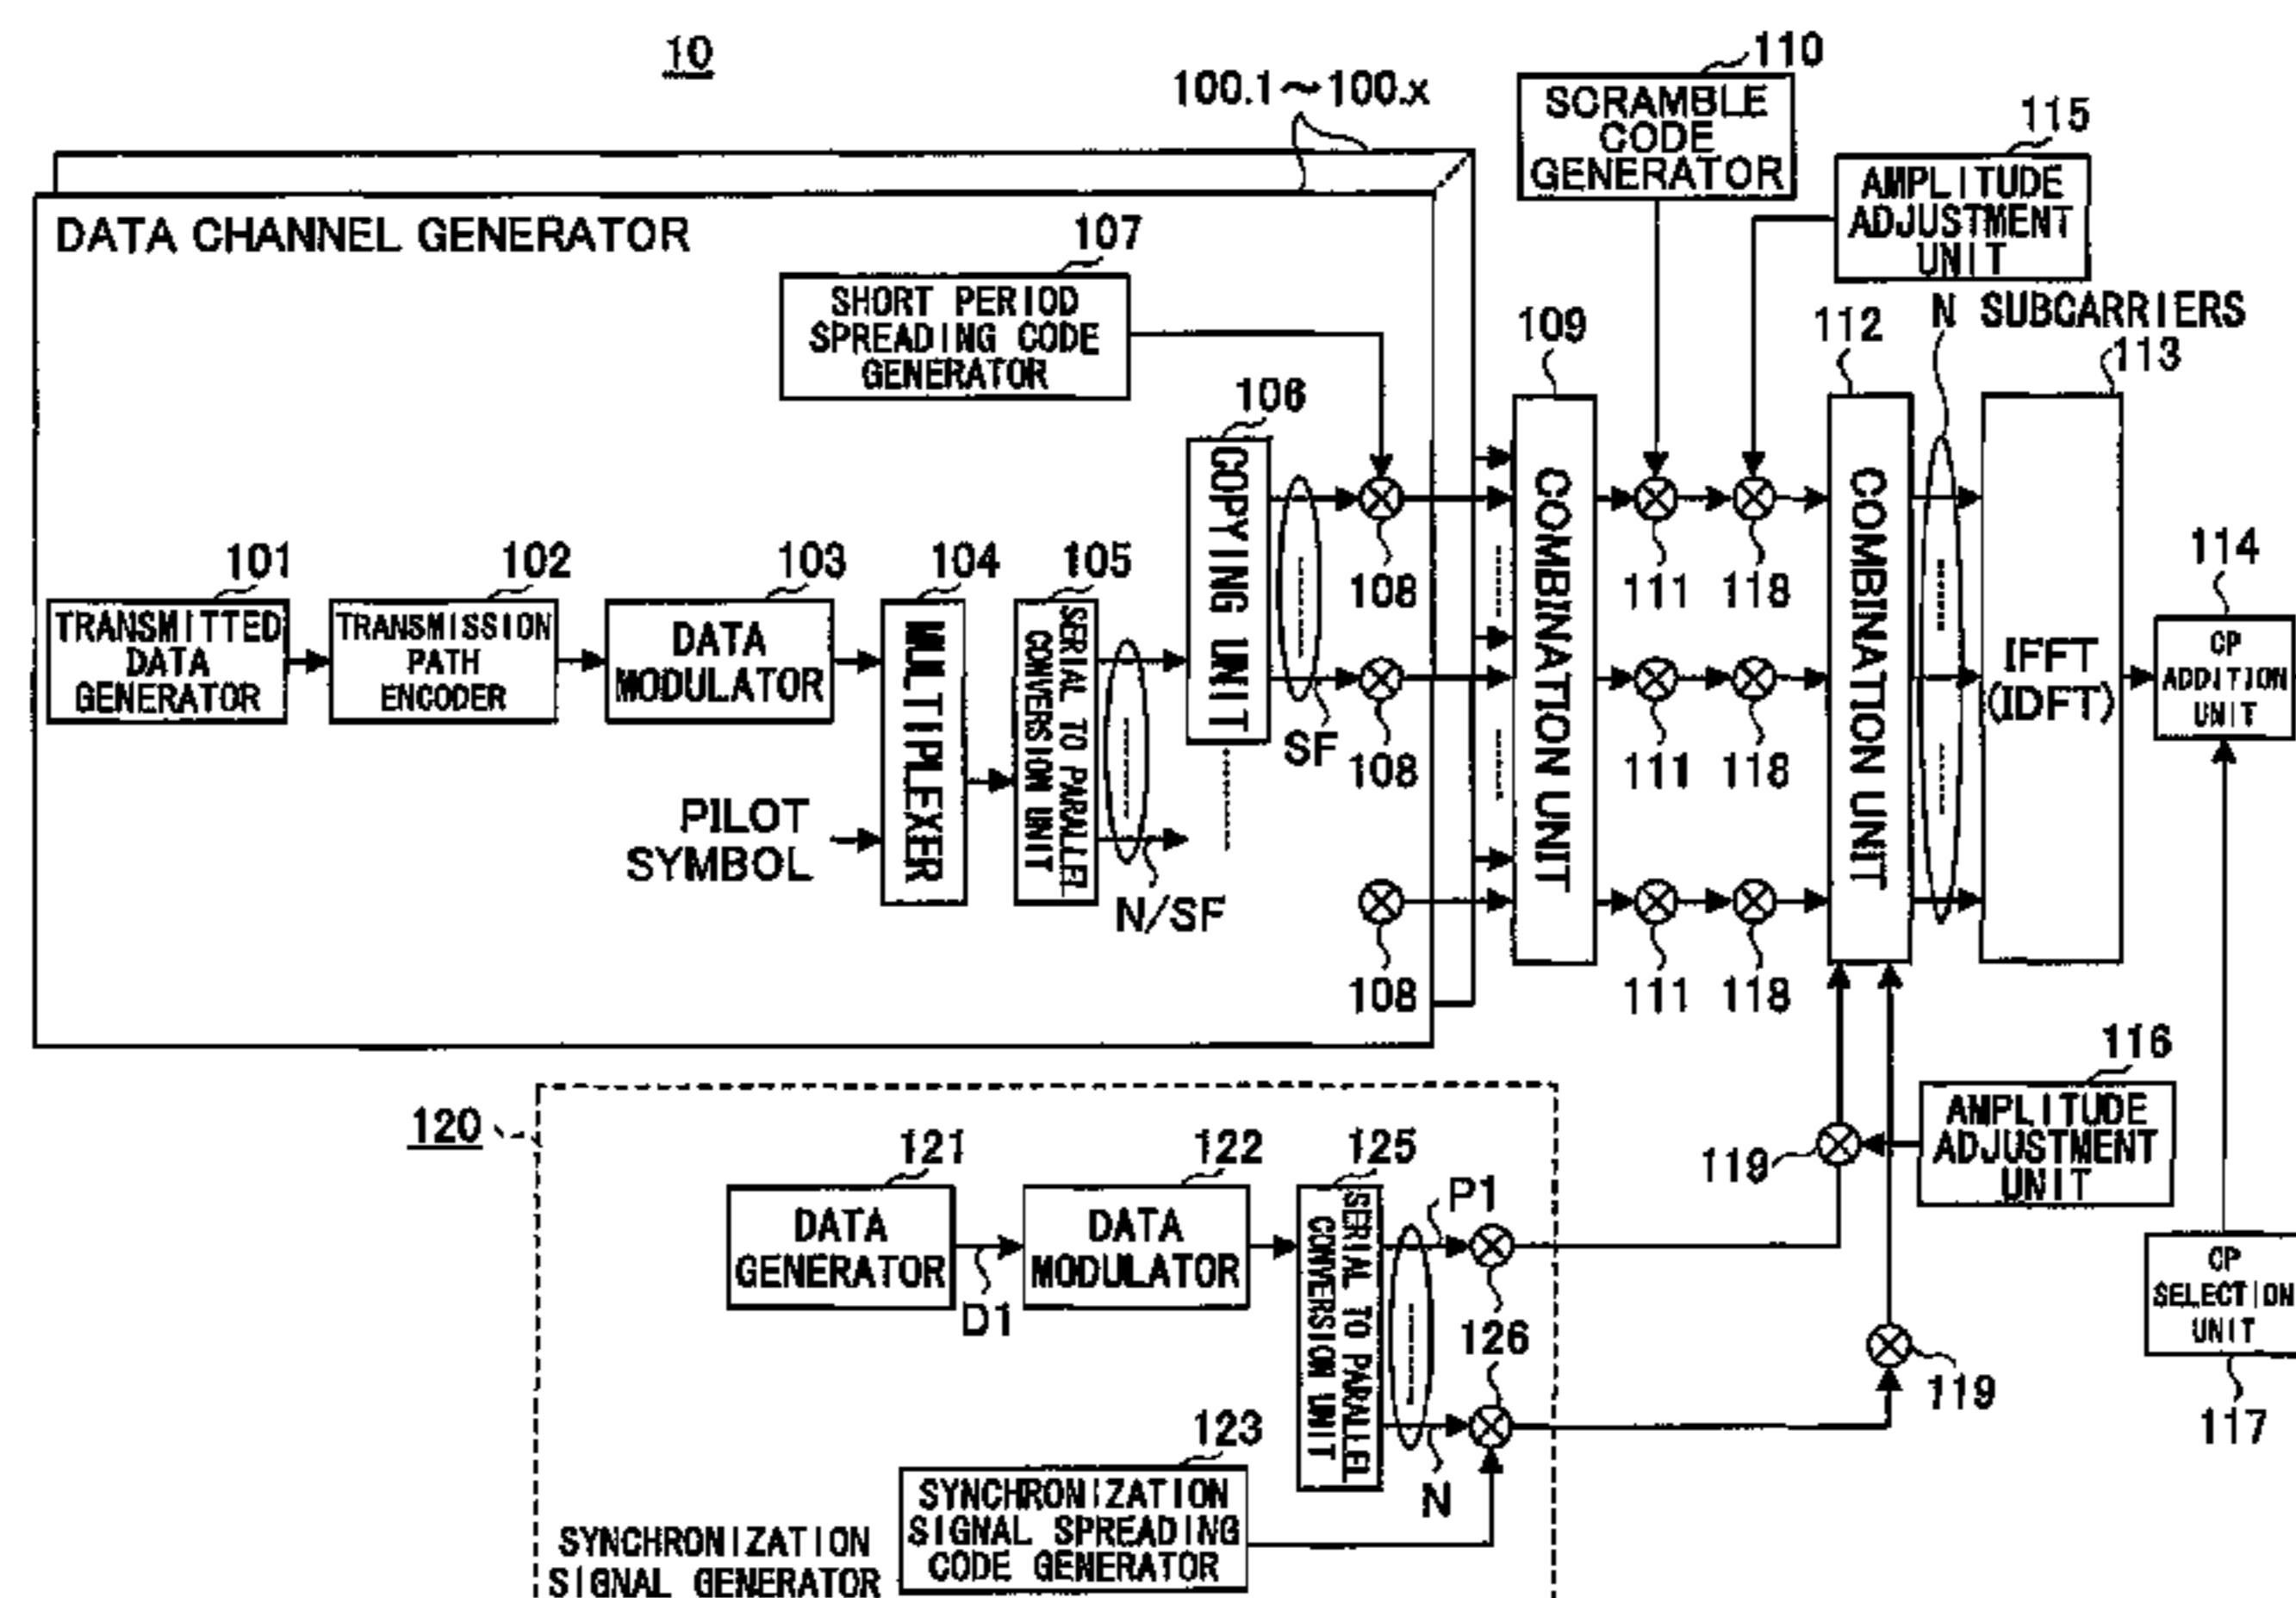 10
100.1~100.x
110
SCRAMBLE
CODE
GENERATOR
115
AMPLITUDE
ADJUSTMENT
UNIT
DATA CHANNEL GENERATOR
107
SHORT PERIOD
SPREADING CODE
GENERATOR
109
112
N SUBCARRIERS
113
106
COPYING UNIT
COMBINATION UNIT
COMBINATION UNIT
101
TRANSMITTED
DATA
GENERATOR
102
TRANSMISSION
PATH
ENCODER
103
DATA
MODULATOR
104
MULTIPLEXER
105
SERIAL TO PARALLEL
CONVERSION UNIT
108
111
118
IFFT
(IDFT)
114
CP
ADDITION
UNIT
SF
108
111
118
PILOT
SYMBOL
N/SF
108
111
118
116
AMPLITUDE
ADJUSTMENT
UNIT
119
120
121
DATA
GENERATOR
D1
122
DATA
MODULATOR
125
SERIAL TO PARALLEL
CONVERSION UNIT
P1
126
N
119
CP
SELECTION
UNIT
117
123
SYNCHRONIZATION
SIGNAL SPREADING
CODE GENERATOR
SYNCHRONIZATION
SIGNAL GENERATOR